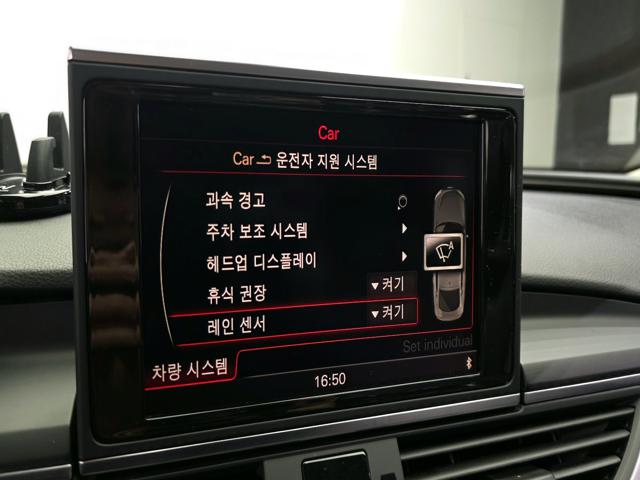 Car
Car 운전자 지원 시스템
과속 경고
주차 보조 시스템
헤드업 디스플레이
휴식 권장 켜기
레인 센서 켜기
A
Set individual
차량 시스템
16:50